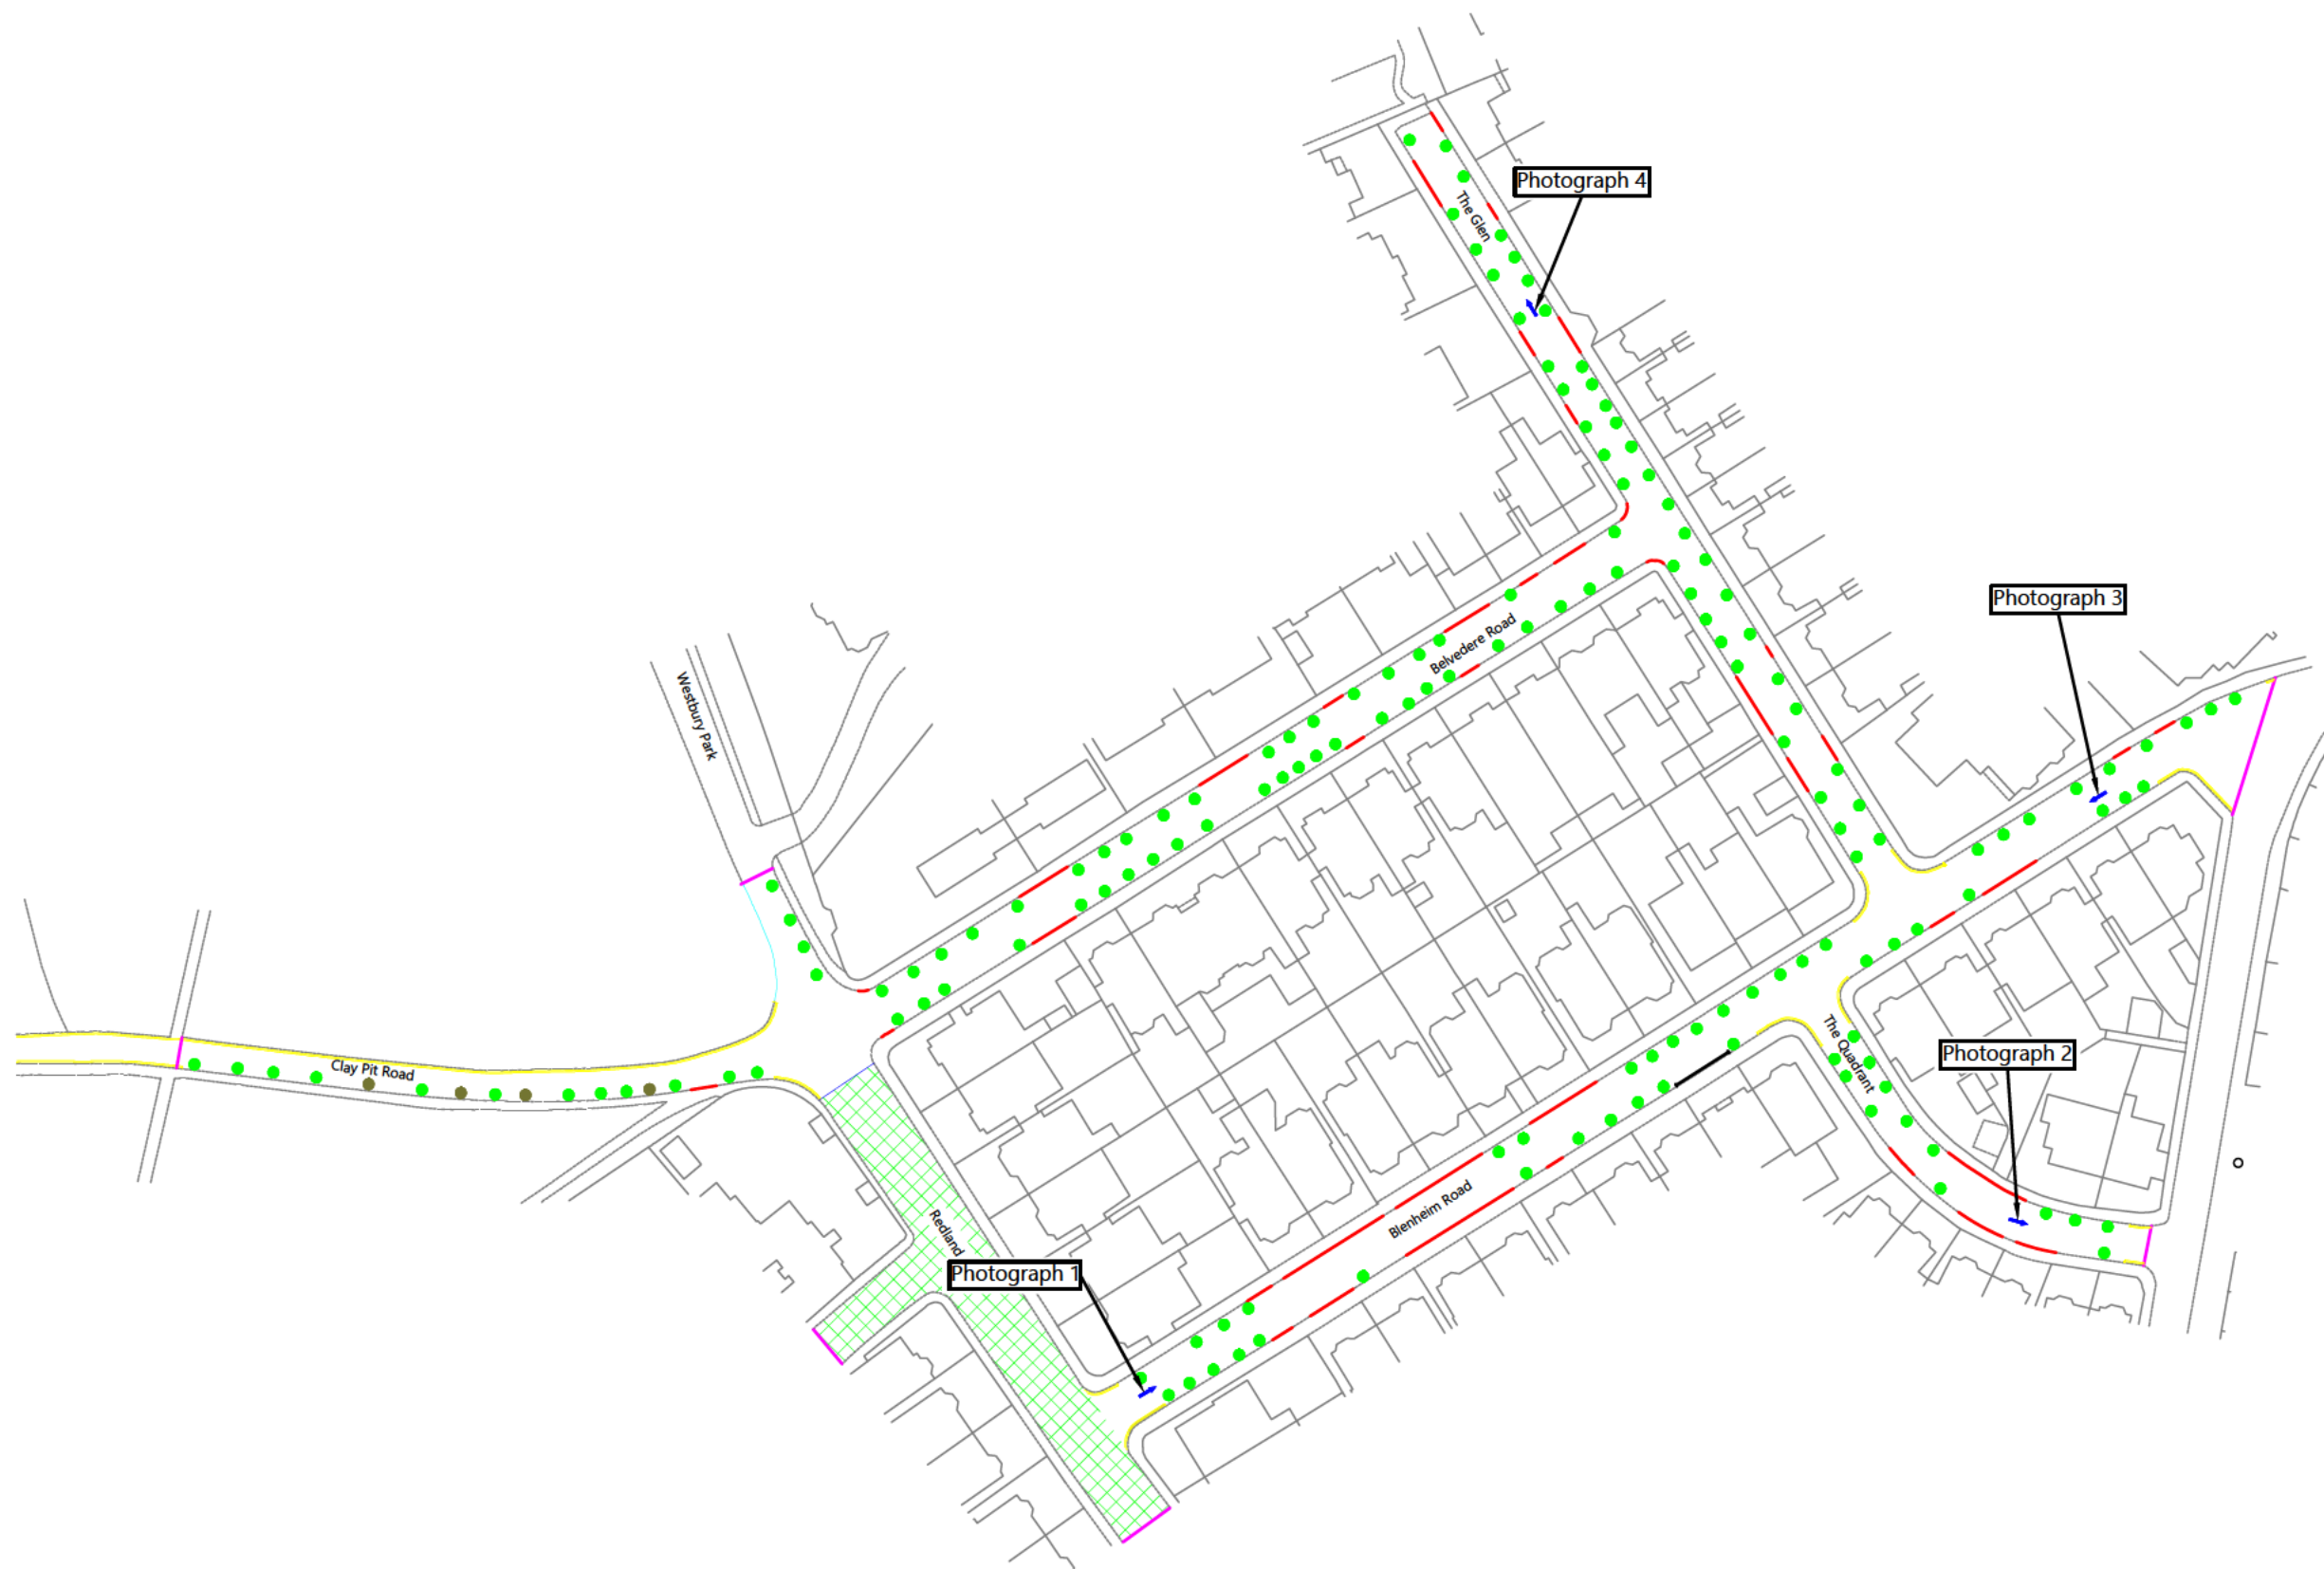 Photograph 4
The Glen
Photograph 3
Belvedere Road
Westbury Park
Photograph 2
The Quadrant
Clay Pit Road
Blenheim Road
Redland
Photograph 1